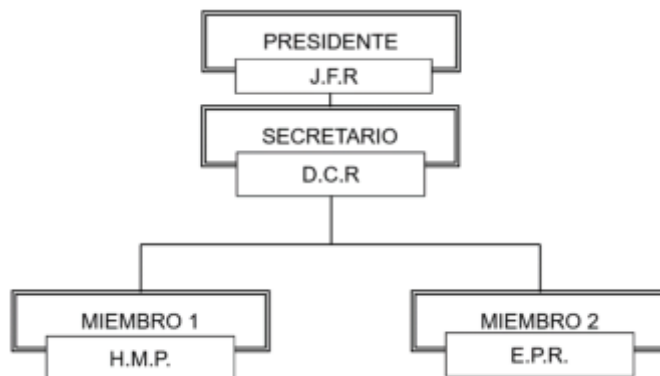 PRESIDENTE
J.F.R
SECRETARIO
D.C.R
MIEMBRO 1
H.M.P.
MIEMBRO 2
E.P.R.